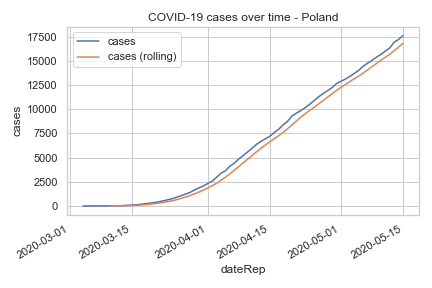 COVID-19 cases over time - Poland
cases
cases (rolling)
17500
15000
12500
10000
7500
5000
2500
0
cases
2020-03-01
2020-03-15
2020-04-01
2020-04-15
2020-05-01
2020-05-15
dateRep